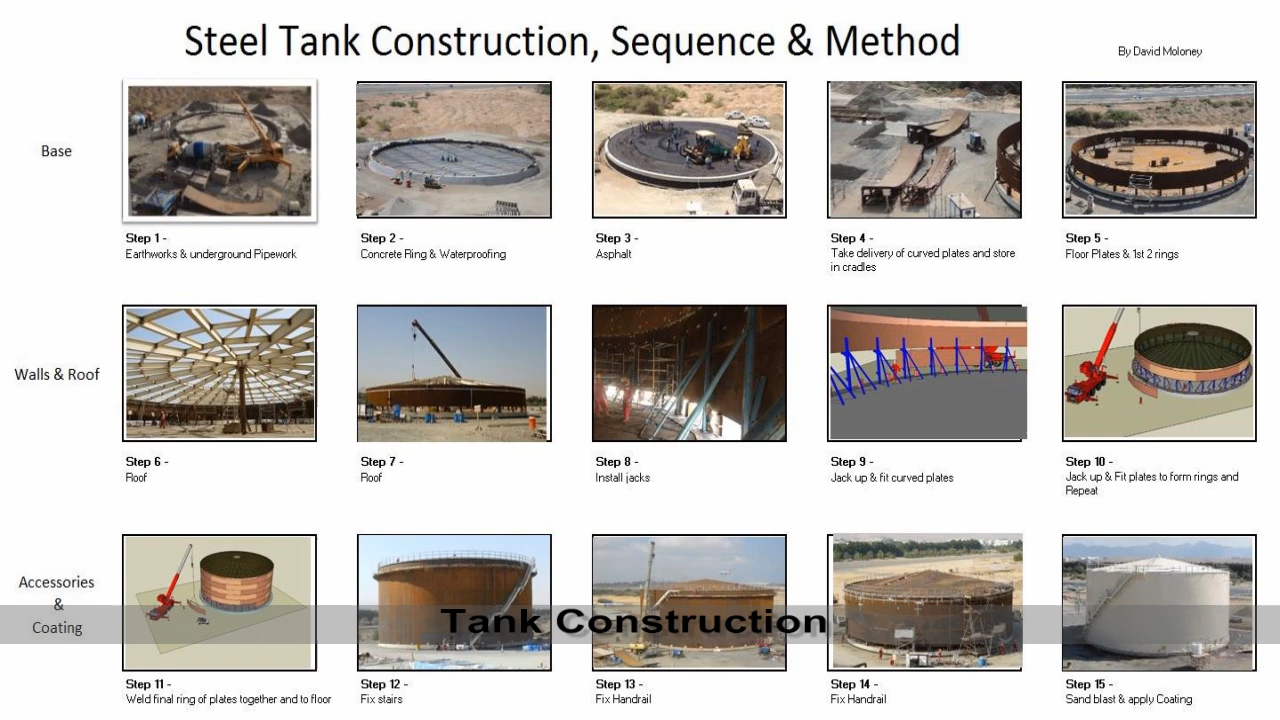 Steel Tank Construction, Sequence & Method
By David Moloney
Base
Step 1 -
Earthworks & underground Pipework
Step 2 -
Concrete Ring & Waterproofing
Step 3 -
Asphalt
Step 4 -
Take delivery of curved plates and store
in cradles
Step 5 -
Floor Plates & 1st 2 rings
Walls & Roof
Step 6 -
Roof
Step 7 -
Roof
Step 8 -
Install jacks
Step 9 -
Jack up & fit curved plates
Step 10 -
Jack up & Fit plates to form rings and
Repeat
Accessories
&
Coating
Tank Construction
Step 11 -
Weld final ring of plates together and to floor
Step 12 -
Fix stairs
Step 13 -
Fix Handrail
Step 14 -
Fix Handrail
Step 15 -
Sand blast & apply Coating